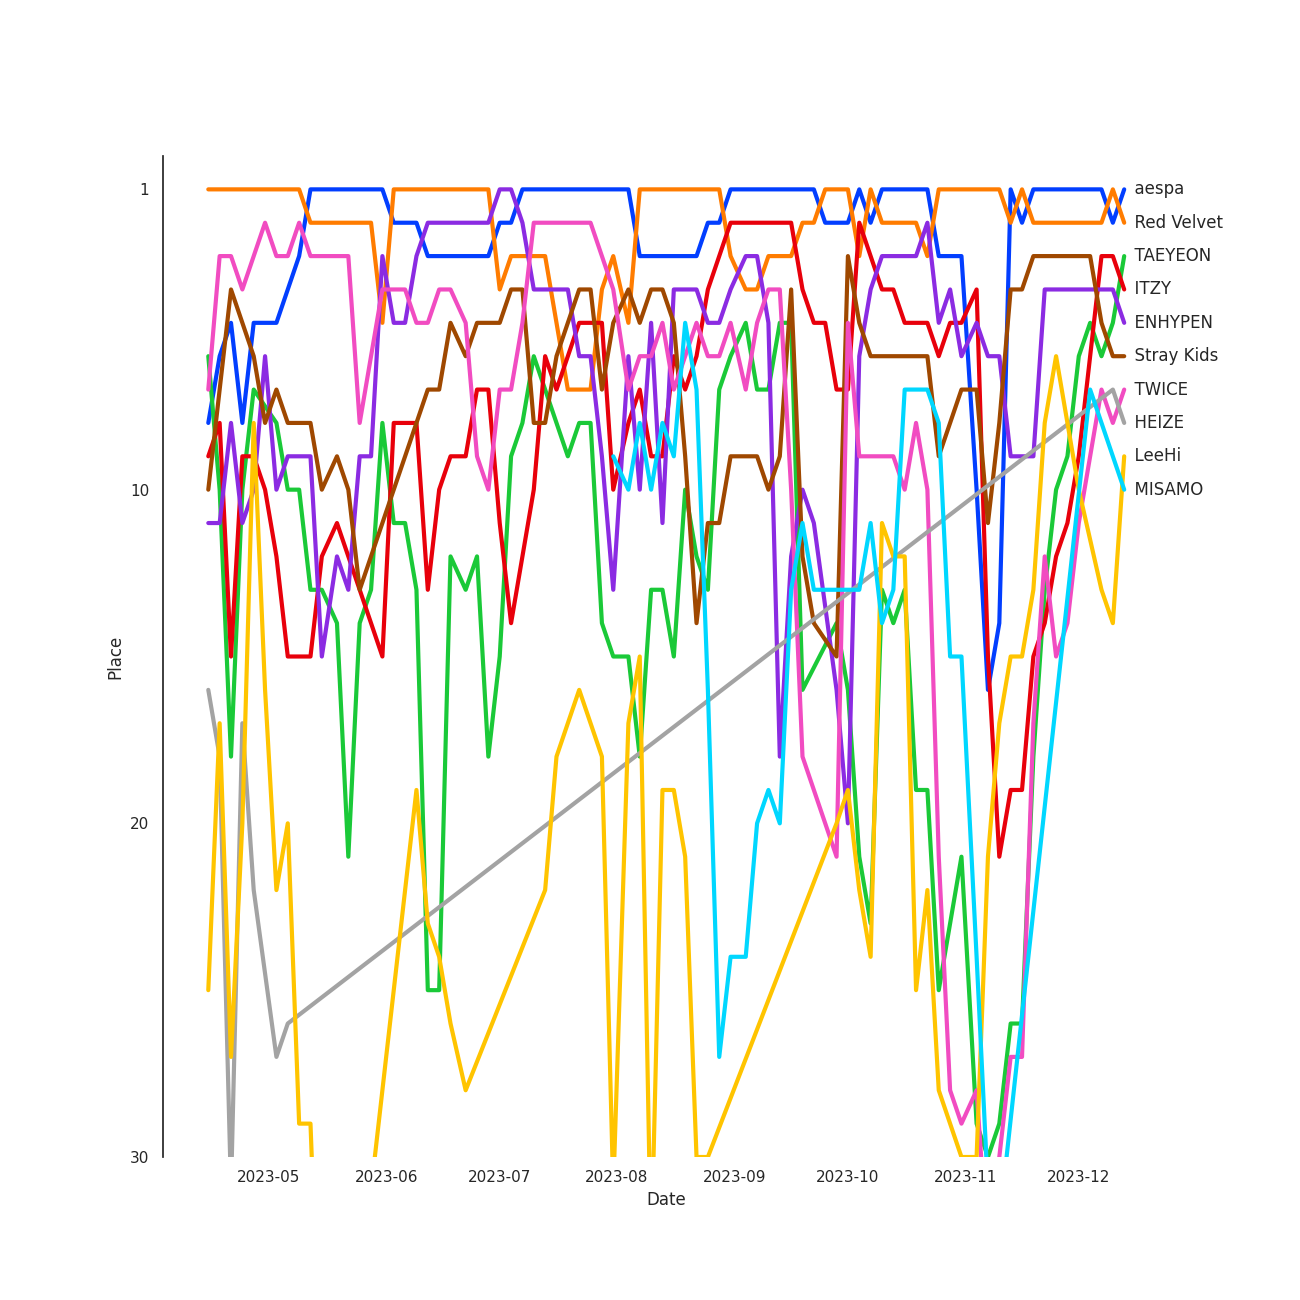 1
10
20
30
Place
2023-05 2023-06 2023-07 2023-08 2023-09 2023-10 2023-11 2023-12
Date
aespa
Red Velvet
TAEYEON
ITZY
ENHYPEN
Stray Kids
TWICE
HEIZE
LeeHi
MISAMO